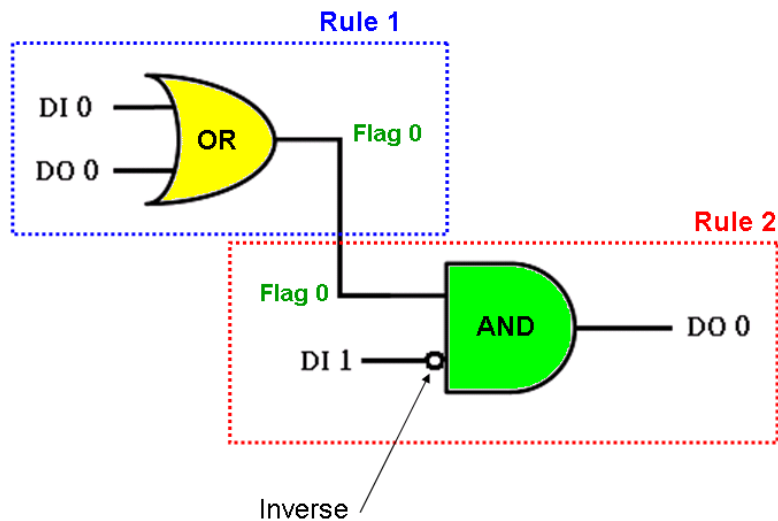 Rule 1
DI 0
OR
Flag 0
DO 0
Rule 2
Flag 0
AND
DO 0
DI 1
Inverse